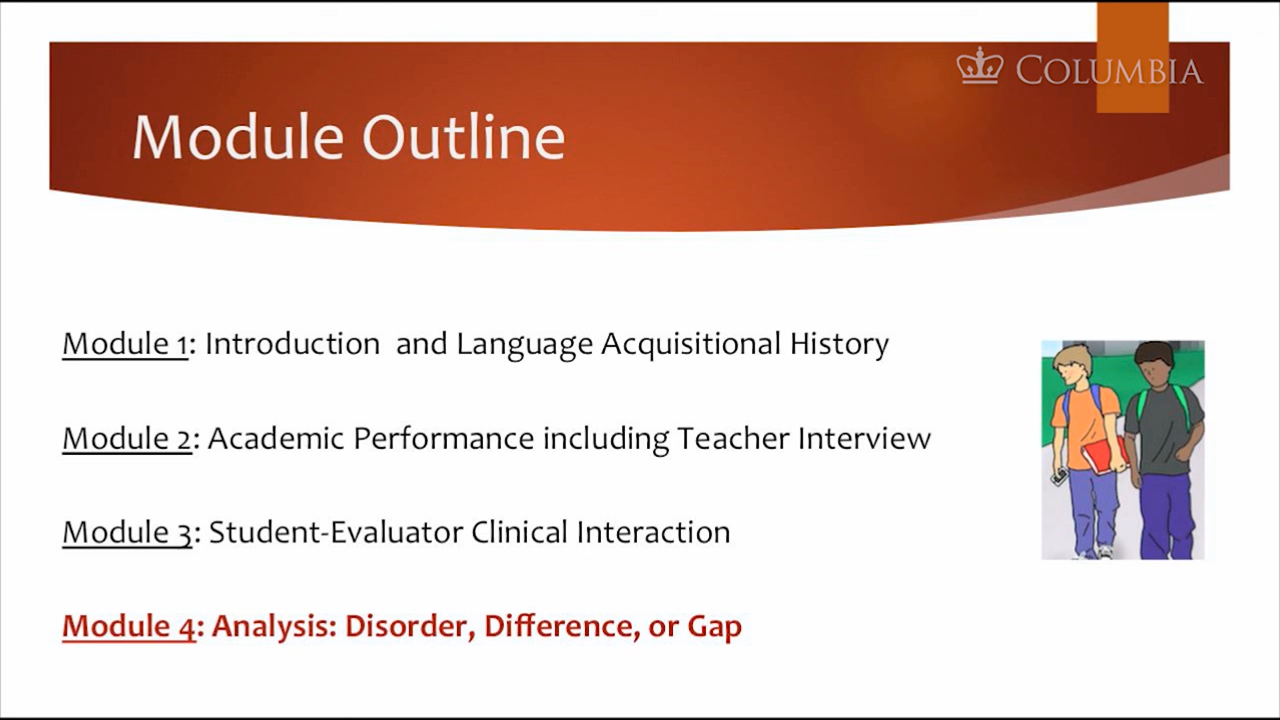 COLUMBIA
Module Outline
Module 1: Introduction  and Language Acquisitional History
Module 2: Academic Performance including Teacher Interview
Module 3: Student-Evaluator Clinical Interaction
Module 4: Analysis: Disorder, Difference, or Gap